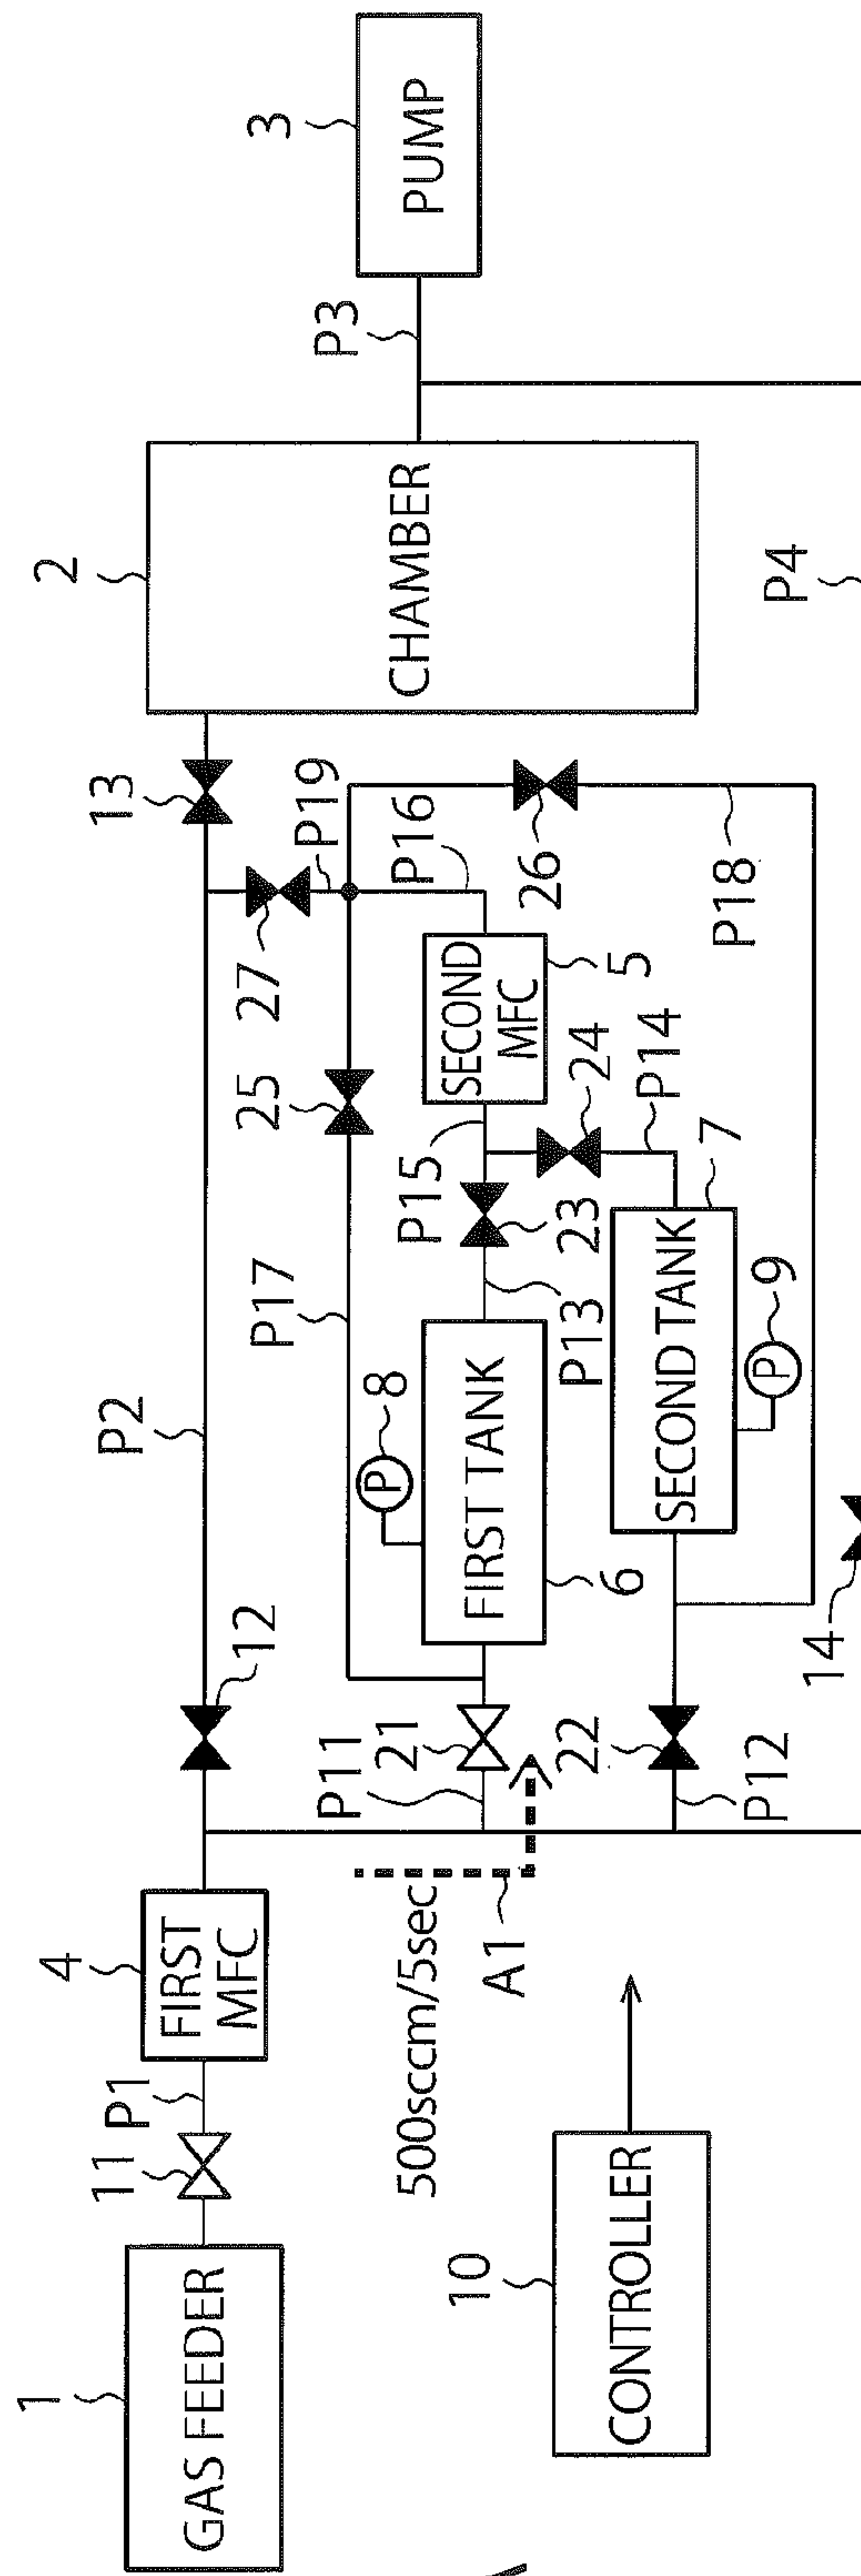 1
GAS FEEDER
11
P1
4
FIRST
MFC
12
P2
13
2
CHAMBER
P3
3
PUMP
27
P19
25
P17
P16
26
P18
8
P
SECOND
MFC
5
P15
23
24
P14
P11
21
FIRST TANK
6
P13
7
SECOND TANK
P
9
500sccm/5sec
A1
22
P12
14
P4
10
CONTROLLER